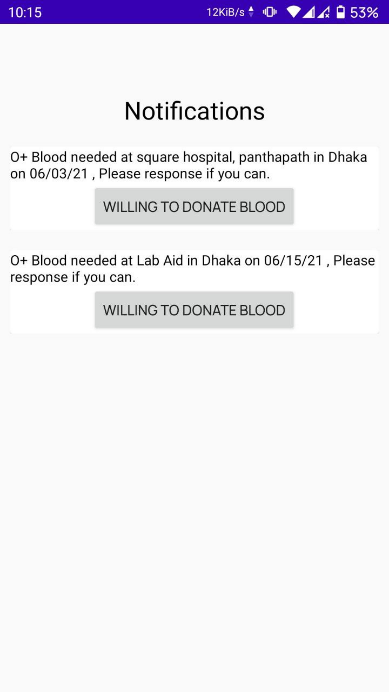 10:15 12KiB/s 53%
Notifications
O+ Blood needed at square hospital, panthapath in Dhaka
on 06/03/21 , Please response if you can.
WILLING TO DONATE BLOOD
O+ Blood needed at Lab Aid in Dhaka on 06/15/21 , Please
response if you can.
WILLING TO DONATE BLOOD